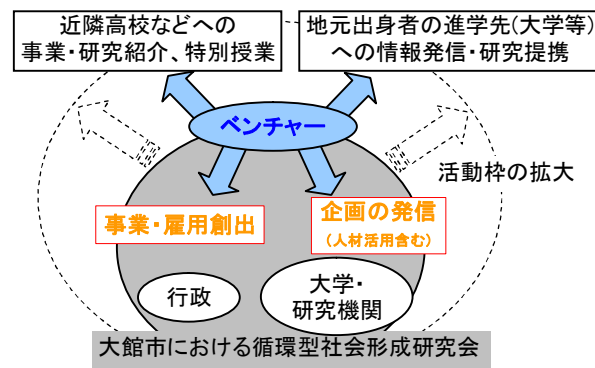 近隣高校などへの
事業・研究紹介、特別授業
地元出身者の進学先(大学等)
への情報発信・研究提携
ベンチャー
活動枠の拡大
事業・雇用創出
企画の発信
(人材活用含む)
行政
大学・
研究機関
大館市における循環型社会形成研究会